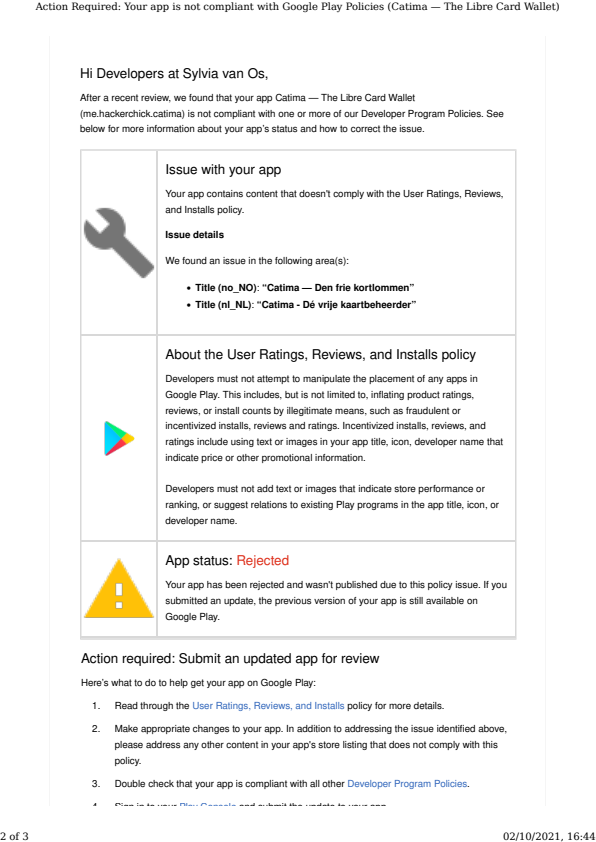 Action Required: Your app is not compliant with Google Play Policies (Catima — The Libre Card Wallet)
Hi Developers at Sylvia van Os,
After a recent review, we found that your app Catima — The Libre Card Wallet
(me.hackerchick.catima) is not compliant with one or more of our Developer Program Policies. See
below for more information about your app's status and how to correct the issue.
Issue with your app
Your app contains content that doesn't comply with the User Ratings, Reviews,
and Installs policy.
Issue details
We found an issue in the following area(s):
• Title (no_NO): “Catima — Den frie kortlommen”
• Title (nl_NL): “Catima - Dé vrije kaartbeheerder”
About the User Ratings, Reviews, and Installs policy
Developers must not attempt to manipulate the placement of any apps in
Google Play. This includes, but is not limited to, inflating product ratings,
reviews, or install counts by illegitimate means, such as fraudulent or
incentivized installs, reviews and ratings. Incentivized installs, reviews, and
ratings include using text or images in your app title, icon, developer name that
indicate price or other promotional information.
Developers must not add text or images that indicate store performance or
ranking, or suggest relations to existing Play programs in the app title, icon, or
developer name.
App status: Rejected
Your app has been rejected and wasn't published due to this policy issue. If you
submitted an update, the previous version of your app is still available on
Google Play.
Action required: Submit an updated app for review
Here's what to do to help get your app on Google Play:
1. Read through the User Ratings, Reviews, and Installs policy for more details.
2. Make appropriate changes to your app. In addition to addressing the issue identified above,
please address any other content in your app's store listing that does not comply with this
policy.
3. Double check that your app is compliant with all other Developer Program Policies.
4. Sign in to your Play Console and submit the update to your app.
2 of 3
02/10/2021, 16:44